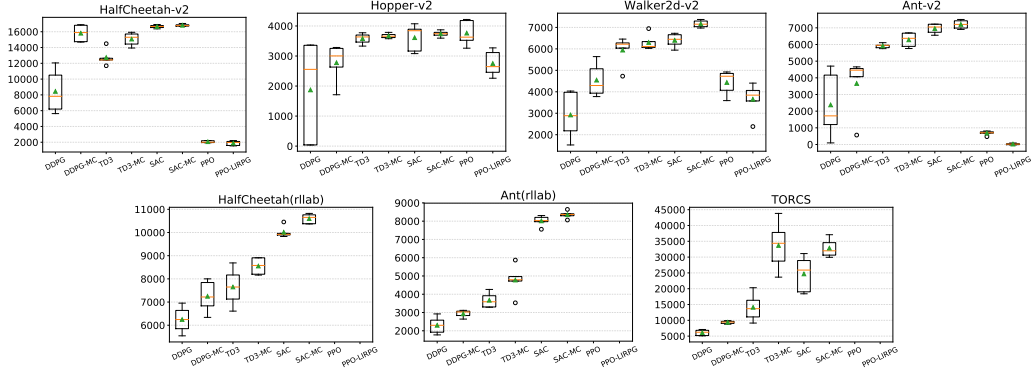 HalfCheetah-v2
16000
14000
12000
10000
8000
6000
4000
2000
DDPG
DDPG-MC
TD3
TD3-MC
SAC
SAC-MC
PPO
PPO-LIRPG
Hopper-v2
4000
3000
2000
1000
0
DDPG
DDPG-MC
TD3
TD3-MC
SAC
SAC-MC
PPO
PPO-LIRPG
Walker2d-v2
7000
6000
5000
4000
3000
2000
DDPG
DDPG-MC
TD3
TD3-MC
SAC
SAC-MC
PPO
PPO-LIRPG
Ant-v2
7000
6000
5000
4000
3000
2000
1000
0
DDPG
DDPG-MC
TD3
TD3-MC
SAC
SAC-MC
PPO
PPO-LIRPG
HalfCheetah(rllab)
11000
10000
9000
8000
7000
6000
DDPG
DDPG-MC
TD3
TD3-MC
SAC
SAC-MC
PPO
PPO-LIRPG
Ant(rllab)
9000
8000
7000
6000
5000
4000
3000
2000
DDPG
DDPG-MC
TD3
TD3-MC
SAC
SAC-MC
PPO
PPO-LIRPG
TORCS
45000
40000
35000
30000
25000
20000
15000
10000
5000
DDPG
DDPG-MC
TD3
TD3-MC
SAC
SAC-MC
PPO
PPO-LIRPG